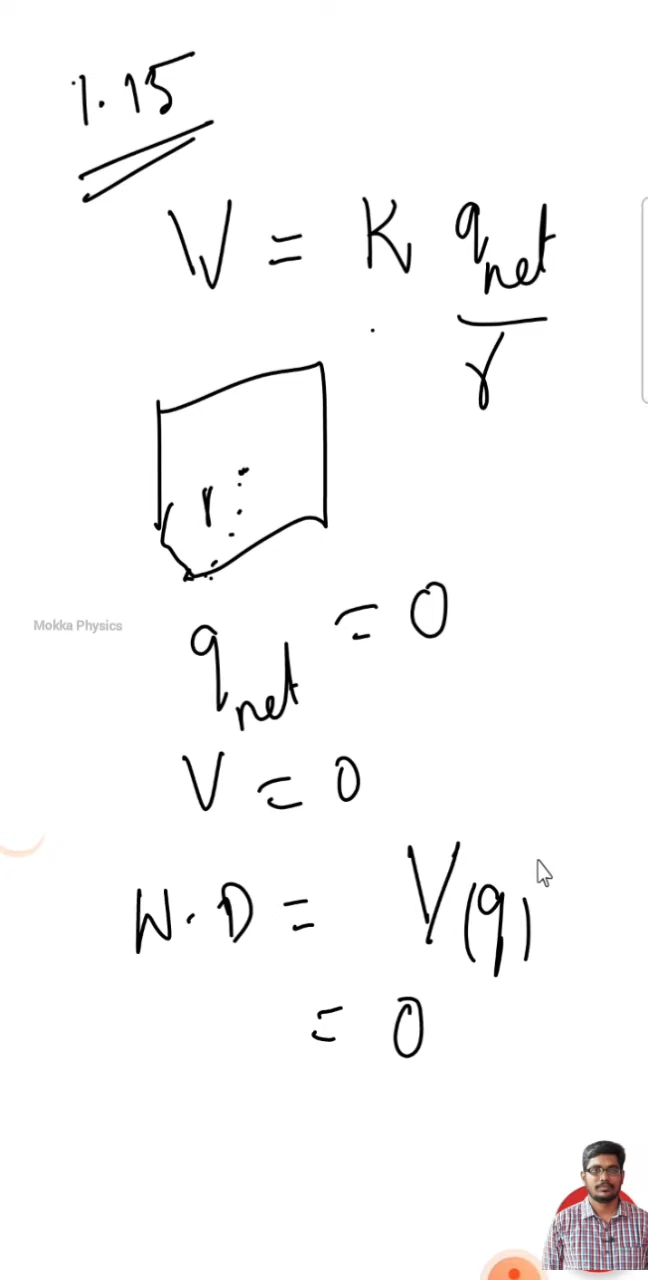 1.15
V = K q_net / r
r
Mokka Physics
q_net = 0
V = 0
W.D = V(q)
= 0